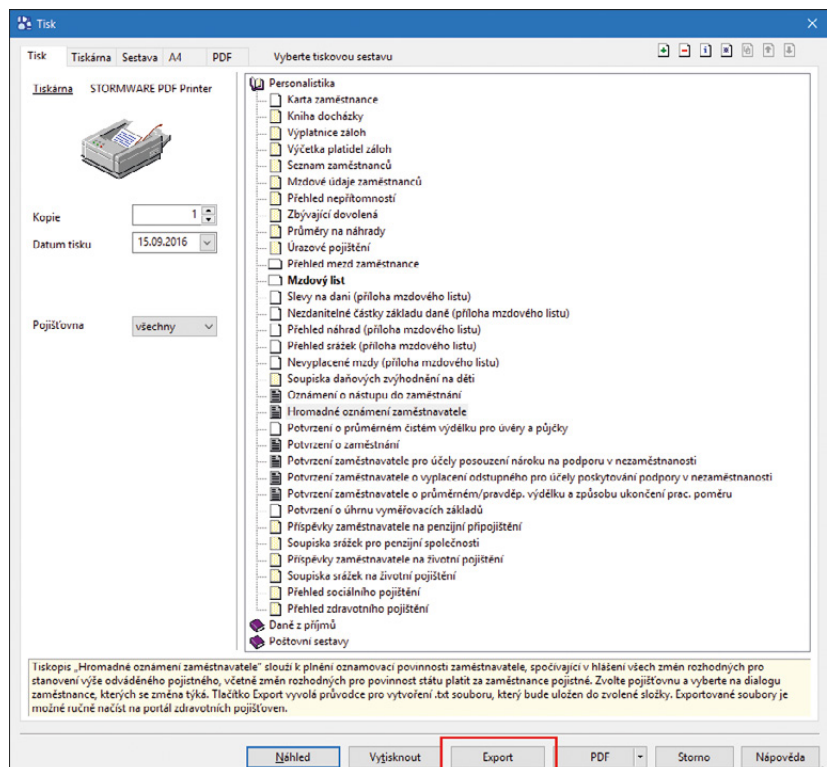 Tisk
Tisk Tiskárna Sestava A4 PDF Vyberte tiskovou sestavu
Tiskárna STORMWARE PDF Printer
Kopie 1
Datum tisku 15.09.2016
Pojišťovna všechny
Personalistika
Karta zaměstnance
Kniha docházky
Výplatnice záloh
Výčetka platidel záloh
Seznam zaměstnanců
Mzdové údaje zaměstnanců
Přehled nepřítomností
Zbývající dovolená
Průměry na náhrady
Úrazové pojištění
Přehled mezd zaměstnance
Mzdový list
Slevy na dani (příloha mzdového listu)
Nezdanitelné částky základu daně (příloha mzdového listu)
Přehled náhrad (příloha mzdového listu)
Přehled srážek (příloha mzdového listu)
Nevyplacené mzdy (příloha mzdového listu)
Soupiska daňových zvýhodnění na děti
Oznámení o nástupu do zaměstnání
Hromadné oznámení zaměstnavatele
Potvrzení o průměrném čistém výdělku pro úvěry a půjčky
Potvrzení o zaměstnání
Potvrzení zaměstnavatele pro účely posouzení nároku na podporu v nezaměstnanosti
Potvrzení zaměstnavatele o vyplacení odstupného pro účely poskytování podpory v nezaměstnanosti
Potvrzení zaměstnavatele o průměrném/pravděp. výdělku a způsobu ukončení prac. poměru
Potvrzení o úhrnu vyměřovacích základů
Příspěvky zaměstnavatele na penzijní připojištění
Soupiska srážek pro penzijní společnosti
Příspěvky zaměstnavatele na životní pojištění
Soupiska srážek na životní pojištění
Přehled sociálního pojištění
Přehled zdravotního pojištění
Daně z příjmů
Poštovní sestavy
Tiskopis „Hromadné oznámení zaměstnavatele" slouží k plnění oznamovací povinnosti zaměstnavatele, spočívající v hlášení všech změn rozhodných pro
stanovení výše odváděného pojistného, včetně změn rozhodných pro povinnost státu platit za zaměstnance pojistné. Zvolte pojišťovnu a vyberte na dialogu
zaměstnance, kterých se změna týká. Tlačítko Export vyvolá průvodce pro vytvoření .txt souboru, který bude uložen do zvolené složky. Exportované soubory je
možné ručně načíst na portál zdravotních pojišťoven.
Náhled Vytisknout Export PDF Storno Nápověda